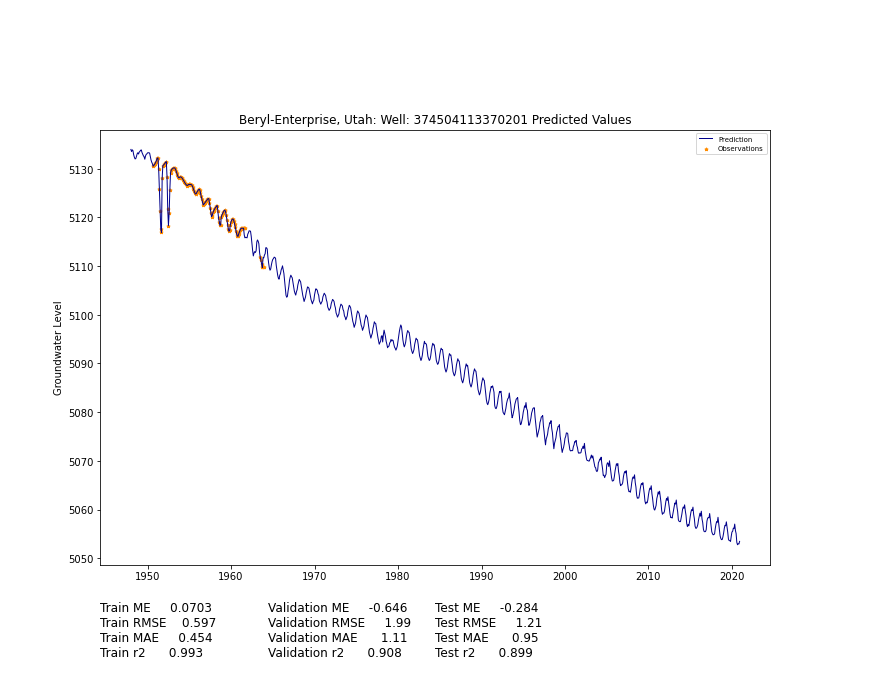 Beryl-Enterprise, Utah: Well: 374504113370201 Predicted Values
Prediction
Observations
Groundwater Level
5130
5120
5110
5100
5090
5080
5070
5060
5050
1950 1960 1970 1980 1990 2000 2010 2020
Train ME 0.0703 Validation ME -0.646 Test ME -0.284
Train RMSE 0.597 Validation RMSE 1.99 Test RMSE 1.21
Train MAE 0.454 Validation MAE 1.11 Test MAE 0.95
Train r2 0.993 Validation r2 0.908 Test r2 0.899